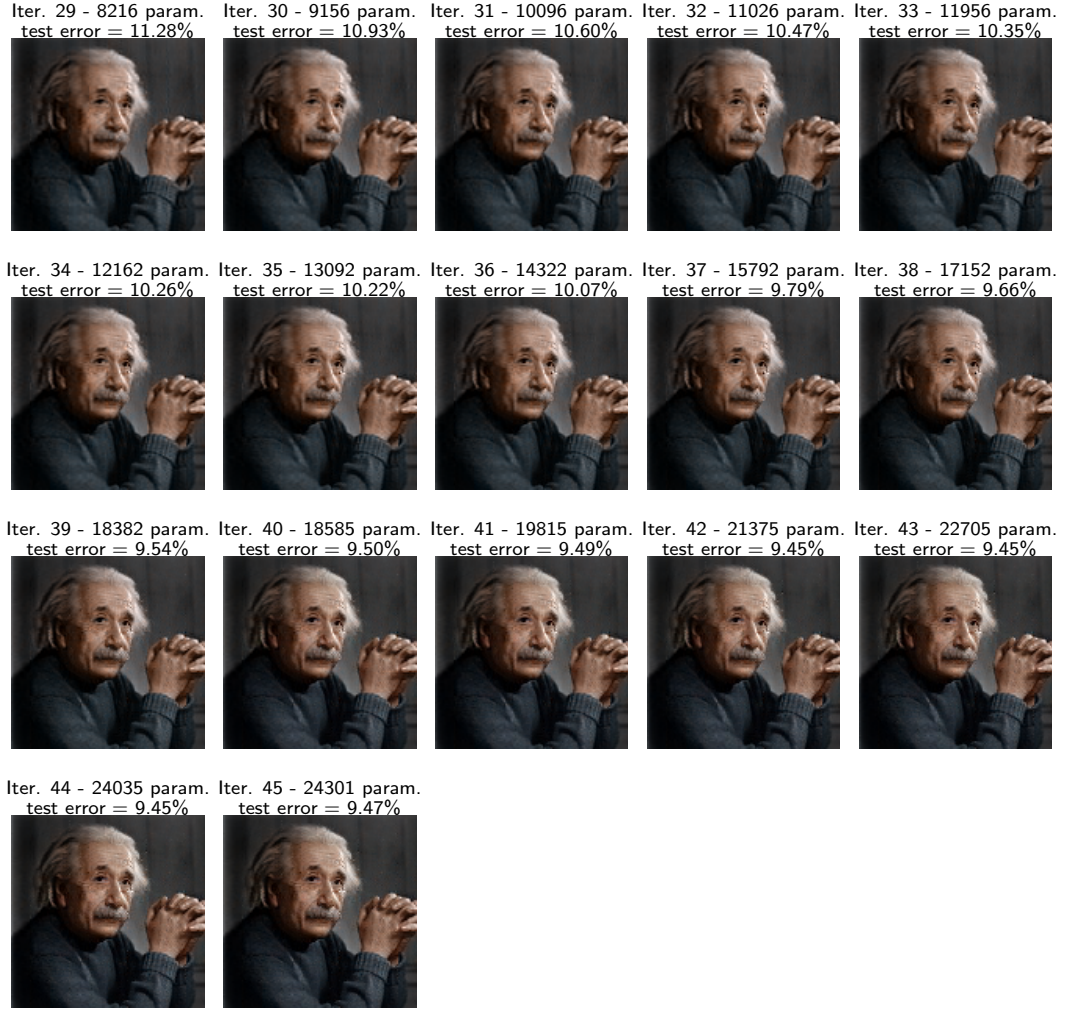 Iter. 29 - 8216 param.
test error = 11.28%
Iter. 30 - 9156 param.
test error = 10.93%
Iter. 31 - 10096 param.
test error = 10.60%
Iter. 32 - 11026 param.
test error = 10.47%
Iter. 33 - 11956 param.
test error = 10.35%
Iter. 34 - 12162 param.
test error = 10.26%
Iter. 35 - 13092 param.
test error = 10.22%
Iter. 36 - 14322 param.
test error = 10.07%
Iter. 37 - 15792 param.
test error = 9.79%
Iter. 38 - 17152 param.
test error = 9.66%
Iter. 39 - 18382 param.
test error = 9.54%
Iter. 40 - 18585 param.
test error = 9.50%
Iter. 41 - 19815 param.
test error = 9.49%
Iter. 42 - 21375 param.
test error = 9.45%
Iter. 43 - 22705 param.
test error = 9.45%
Iter. 44 - 24035 param.
test error = 9.45%
Iter. 45 - 24301 param.
test error = 9.47%